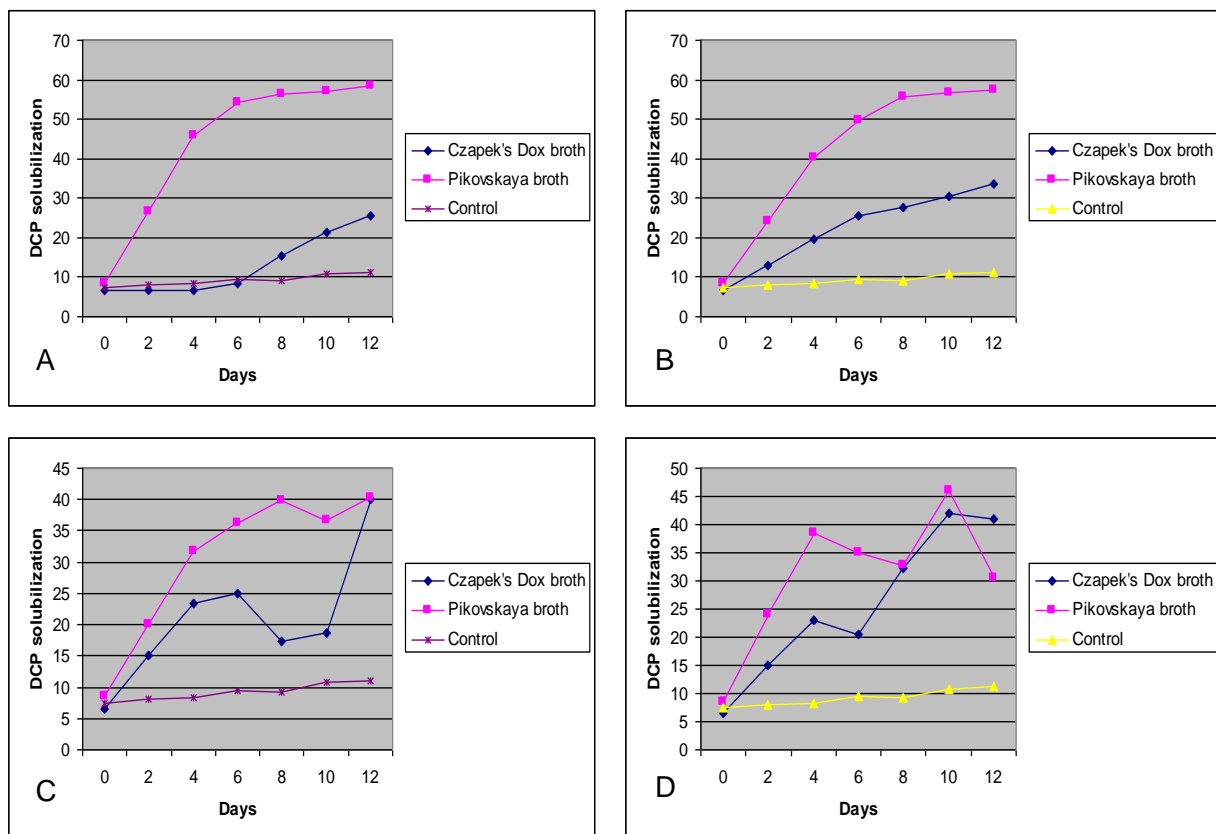 70
60
50
40
30
20
10
0
DCP solubilization
0 2 4 6 8 10 12
Days
A
Czapek's Dox broth
Pikovskaya broth
Control
70
60
50
40
30
20
10
0
DCP solubilization
0 2 4 6 8 10 12
Days
B
Czapek's Dox broth
Pikovskaya broth
Control
45
40
35
30
25
20
15
10
5
0
DCP solubilization
0 2 4 6 8 10 12
Days
C
Czapek's Dox broth
Pikovskaya broth
Control
50
45
40
35
30
25
20
15
10
5
0
DCP solubilization
0 2 4 6 8 10 12
Days
D
Czapek's Dox broth
Pikovskaya broth
Control